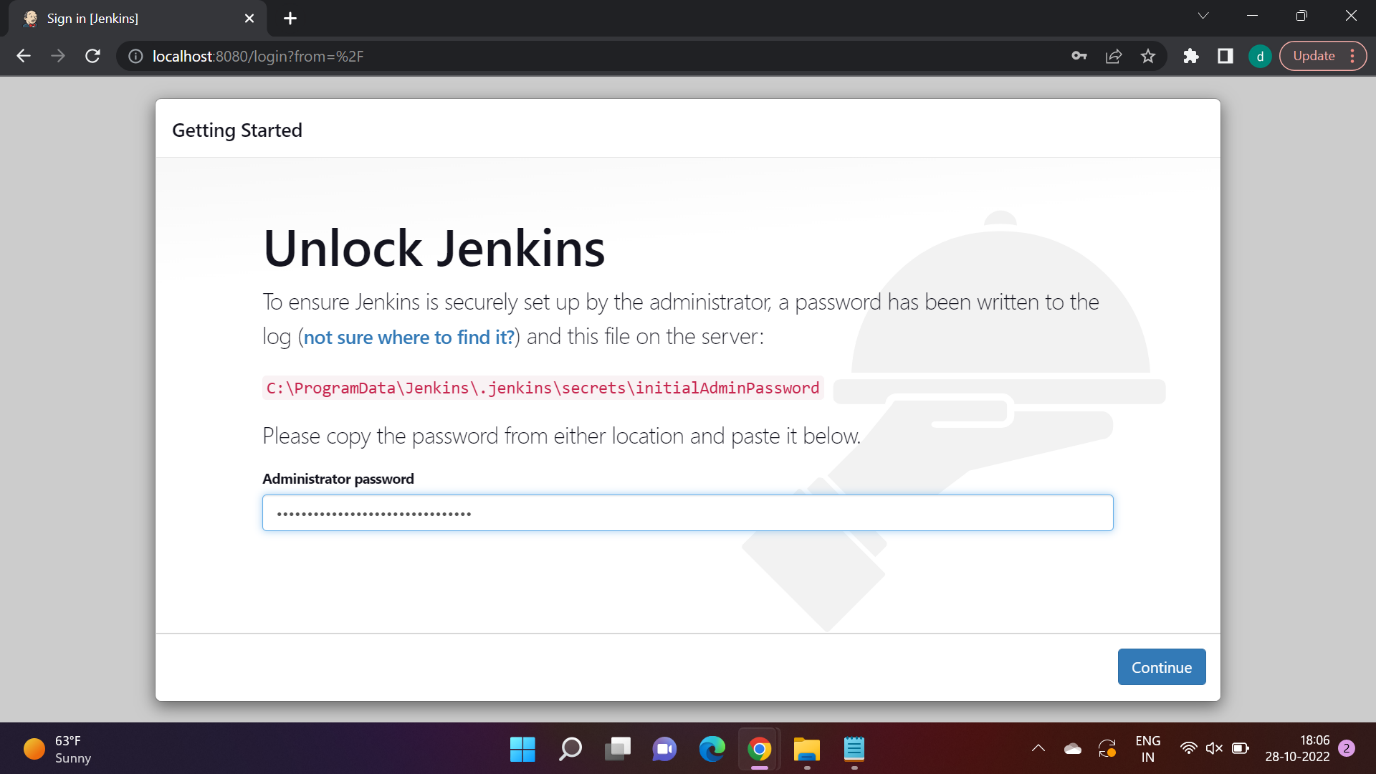 Sign in [Jenkins]
localhost:8080/login?from=%2F
d
Update
Getting Started
Unlock Jenkins
To ensure Jenkins is securely set up by the administrator, a password has been written to the
log (not sure where to find it?) and this file on the server:
C:\ProgramData\Jenkins\.jenkins\secrets\initialAdminPassword
Please copy the password from either location and paste it below.
Administrator password
Continue
63°F
Sunny
ENG
IN
18:06
28-10-2022
2